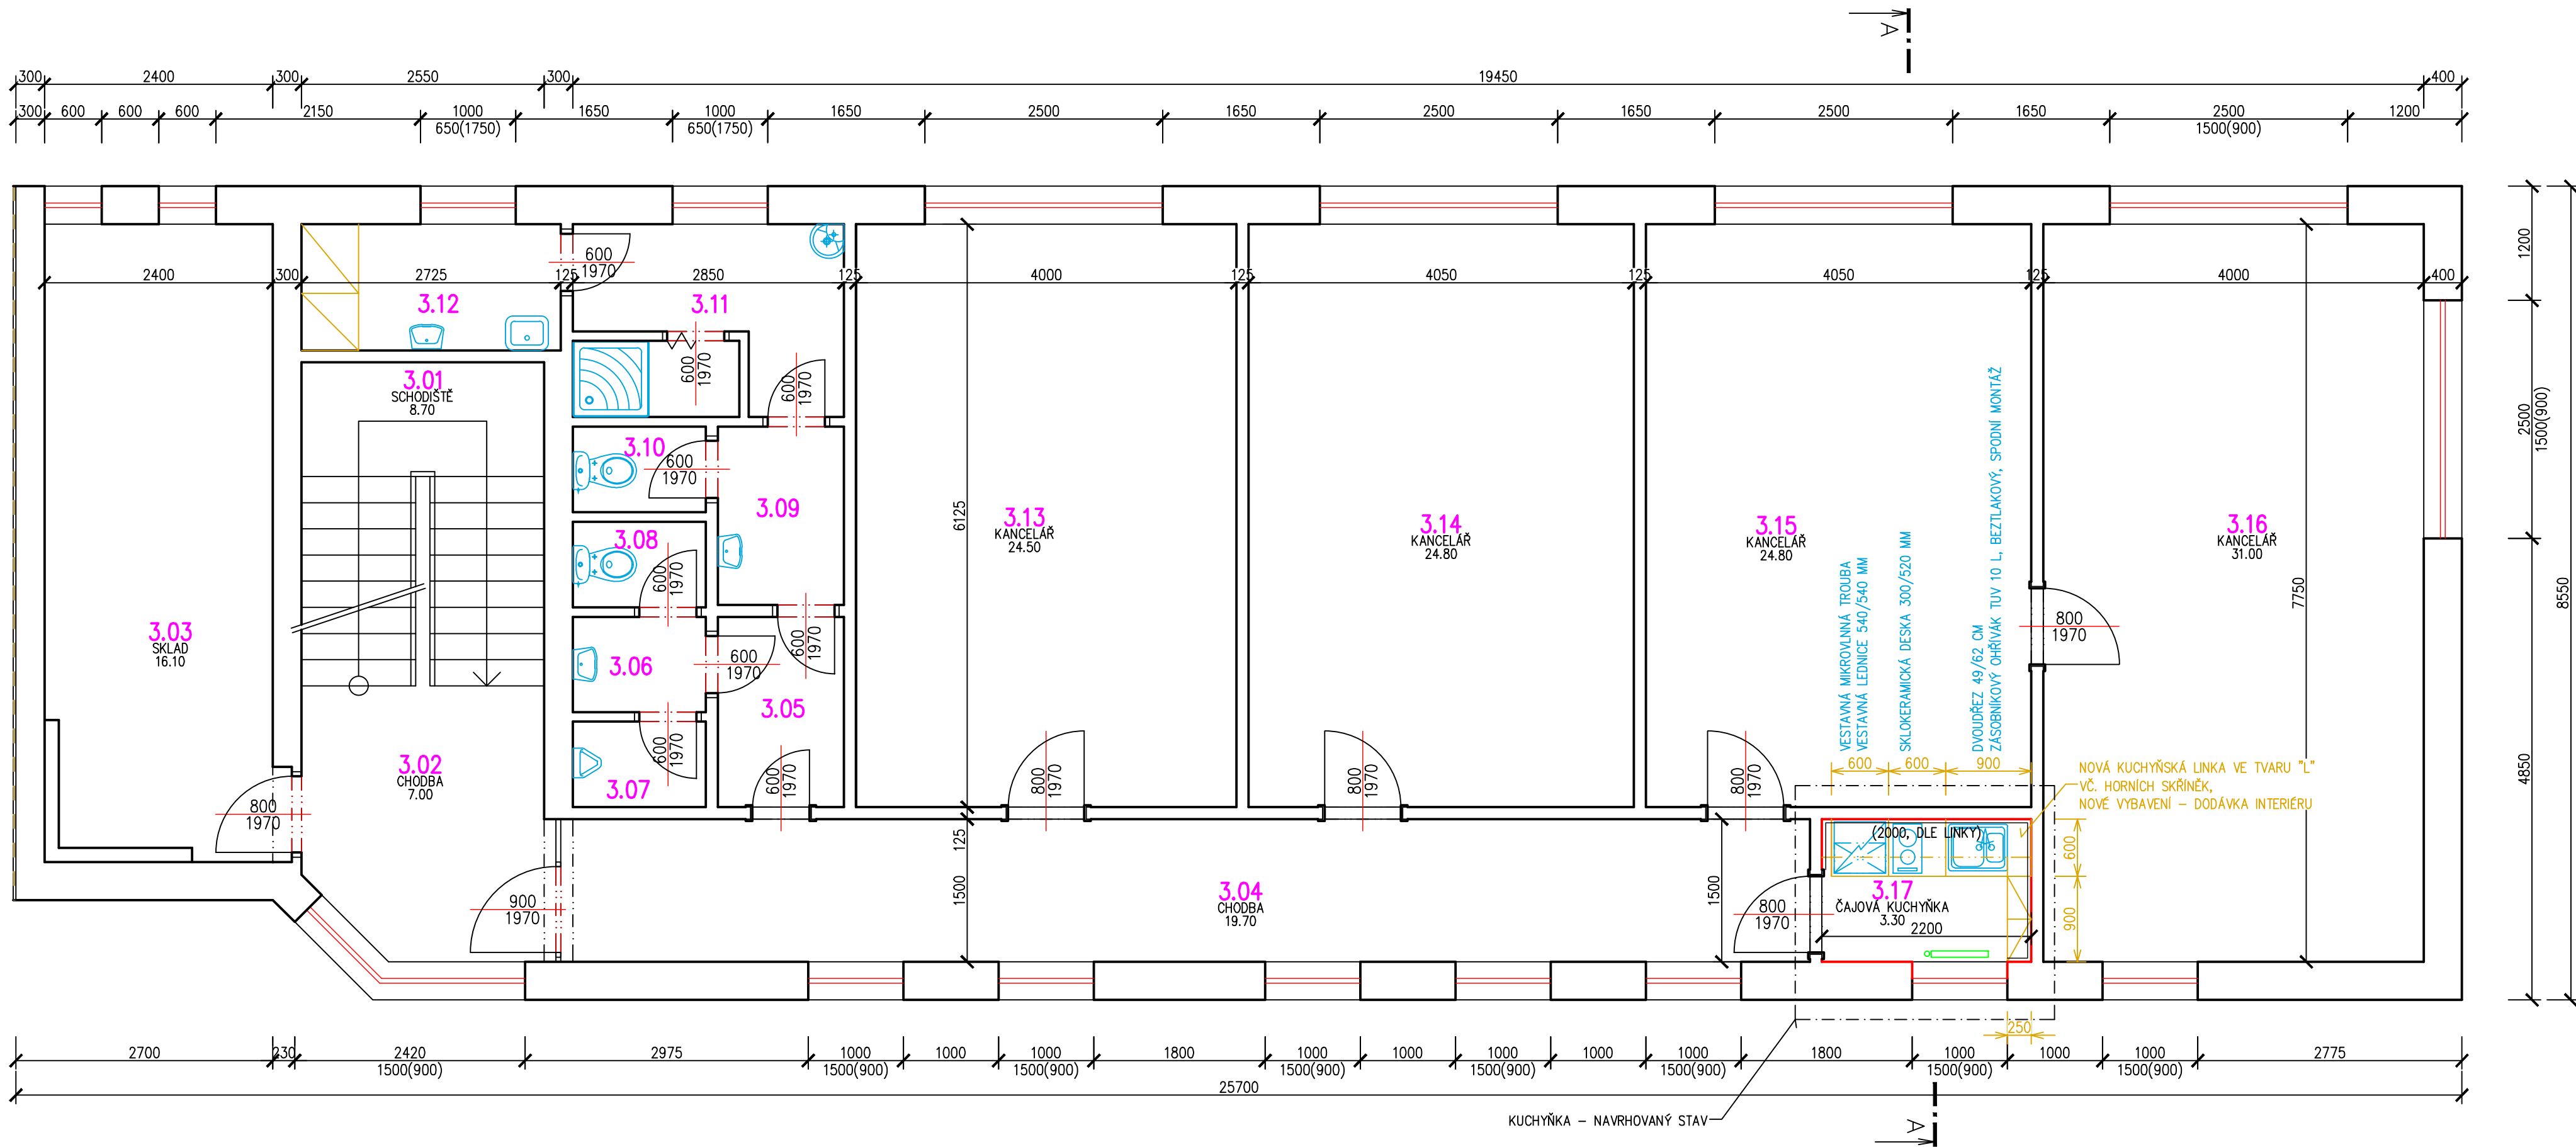 A
300 2400 300 2550 300 19450 400
300 600 600 600 2150 1000 1650 1000 1650 2500 1650 2500 1650 2500 1650 2500 1200
650(1750) 650(1750) 1500(900)
600
1970
2400 300 2725 125 2850 125 4000 125 4050 125 4050 125 4000 400
3.12
3.11
1200
2500
1500(900)
4850
8550
3.01
SCHODIŠTĚ
8.70
600
1970
600
1970
3.10
600
1970
3.09
3.08
600
1970
6125
3.13
KANCELÁŘ
24.50
3.14
KANCELÁŘ
24.80
3.15
KANCELÁŘ
24.80
3.16
KANCELÁŘ
31.00
7750
VESTAVNÁ MIKROVLNNÁ TROUBA
VESTAVNÁ LEDNICE 540/540 MM
SKLOKERAMICKÁ DESKA 300/520 MM
DVOUDŘEZ 49/62 CM
ZÁSOBNÍKOVÝ OHŘÍVÁK TUV 10 L, BEZTLAKOVÝ, SPODNÍ MONTÁŽ
3.03
SKLAD
16.10
3.06
600
1970
600
1970
800
1970
3.05
3.02
CHODBA
7.00
3.07
600
1970
600
1970
800
1970
800
1970
800
1970
600 600 900
NOVÁ KUCHYŇSKÁ LINKA VE TVARU "L"
VČ. HORNÍCH SKŘÍNĚK,
NOVÉ VYBAVENÍ – DODÁVKA INTERIÉRU
800
1970
125
1500
1500
(2000, DLE LINKY)
600
900
900
1970
3.04
CHODBA
19.70
800
1970
3.17
ČAJOVÁ KUCHYŇKA
3.30
2200
250
2700 230 2420 2975 1000 1000 1000 1800 1000 1000 1000 1000 1000 1800 1000 1000 1000 2775
1500(900) 1500(900) 1500(900) 1500(900) 1500(900) 1500(900) 1500(900) 1500(900)
25700
KUCHYŇKA – NAVRHOVANÝ STAV
A